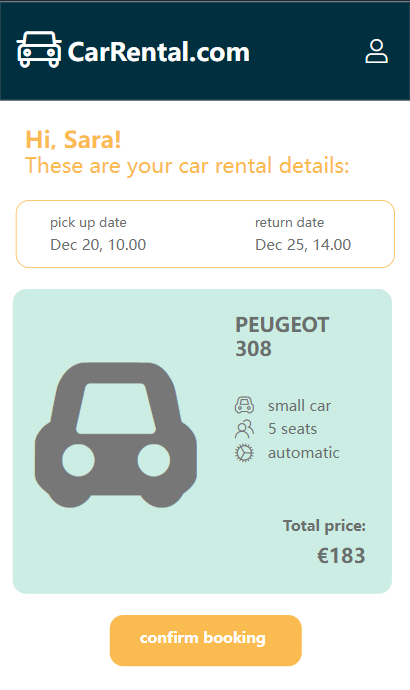 CarRental.com
Hi, Sara!
These are your car rental details:
pick up date
Dec 20, 10.00
return date
Dec 25, 14.00
PEUGEOT
308
small car
5 seats
automatic
Total price:
€183
confirm booking